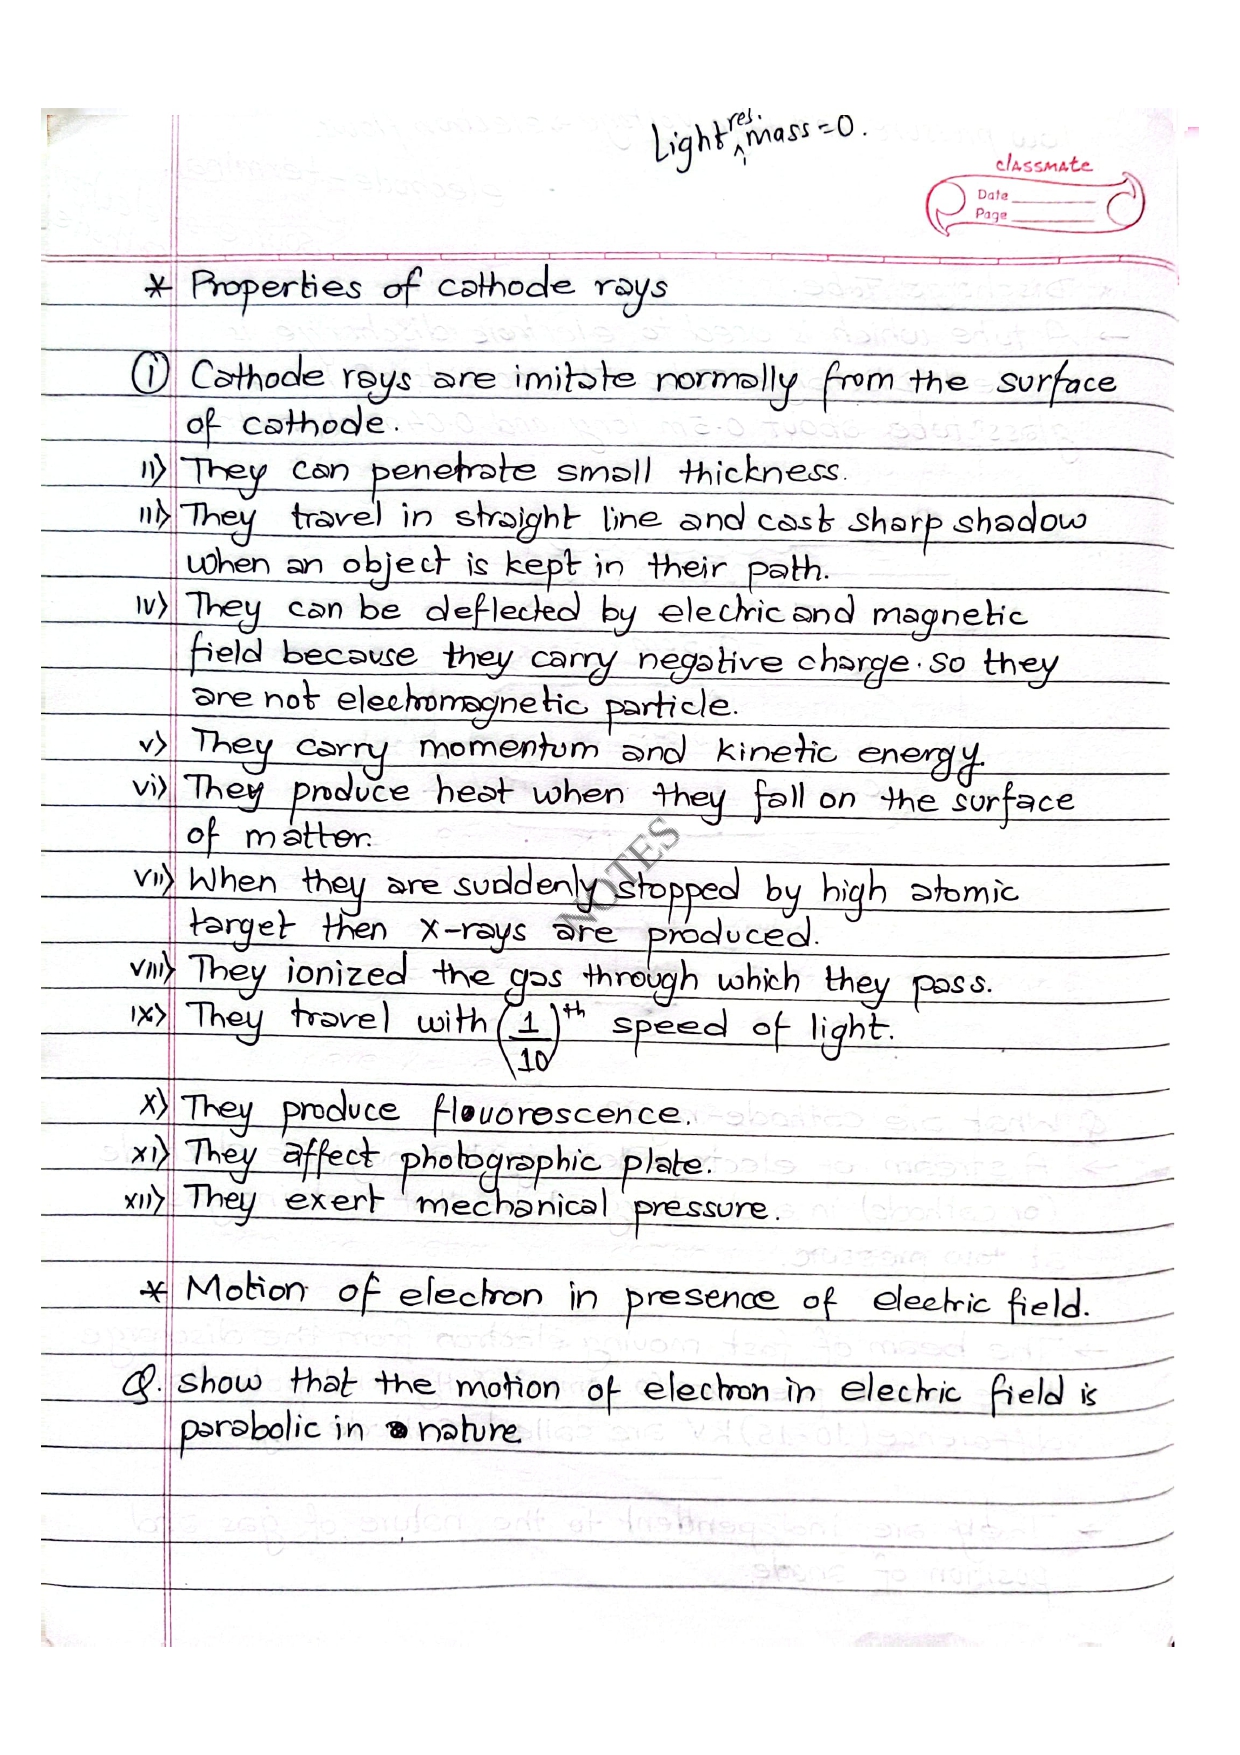 Light res. mass = 0.
classmate
Date
Page
* Properties of cathode rays
i) Cathode rays are imitate normally from the surface
of cathode.
ii) They can penetrate small thickness.
iii) They travel in straight line and cast sharp shadow
when an object is kept in their path.
iv) They can be deflected by electric and magnetic
field because they carry negative charge. so they
are not electromagnetic particle.
v) They carry momentum and kinetic energy.
vi) They produce heat when they fall on the surface
of matter.
vii) When they are suddenly stopped by high atomic
target then x-rays are produced.
NOTES
viii) They ionized the gas through which they pass.
ix) They travel with (1/10)th speed of light.
x) They produce flouorescence.
xi) They affect photographic plate.
xii) They exert mechanical pressure.
* Motion of electron in presence of electric field.
Q. show that the motion of electron in electric field is
parabolic in nature